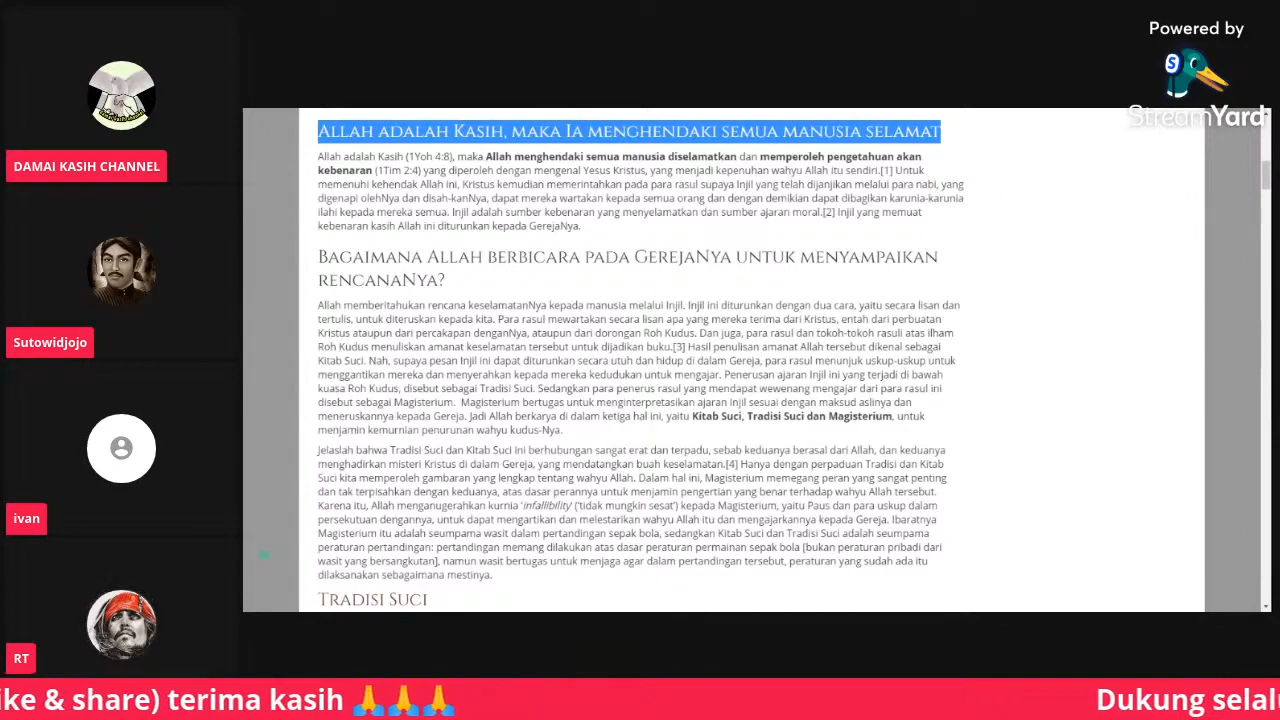 Powered by
S
StreamYard
DAMAI KASIH CHANNEL
Sutowidjojo
ivan
RT
Allah adalah Kasih, maka Ia menghendaki semua manusia selamat
Allah adalah Kasih (1Yoh 4:8), maka Allah menghendaki semua manusia diselamatkan dan memperoleh pengetahuan akan
kebenaran (1Tim 2:4) yang diperoleh dengan mengenal Yesus Kristus, yang menjadi kepenuhan wahyu Allah itu sendiri.[1] Untuk
memenuhi kehendak Allah ini, Kristus kemudian memerintahkan pada para rasul supaya Injil yang telah dijanjikan melalui para nabi, yang
digenapi olehNya dan disah-kanNya, dapat mereka wartakan kepada semua orang dan dengan demikian dapat dibagikan karunia-karunia
ilahi kepada mereka semua. Injil adalah sumber kebenaran yang menyelamatkan dan sumber ajaran moral.[2] Injil yang memuat
kebenaran kasih Allah ini diturunkan kepada GerejaNya.
Bagaimana Allah berbicara pada GerejaNya untuk menyampaikan
rencanaNya?
Allah memberitahukan rencana keselamatanNya kepada manusia melalui Injil. Injil ini diturunkan dengan dua cara, yaitu secara lisan dan
tertulis, untuk diteruskan kepada kita. Para rasul mewartakan secara lisan apa yang mereka terima dari Kristus, entah dari perbuatan
Kristus ataupun dari percakapan denganNya, ataupun dari dorongan Roh Kudus. Dan juga, para rasul dan tokoh-tokoh rasuli atas ilham
Roh Kudus menuliskan amanat keselamatan tersebut untuk dijadikan buku.[3] Hasil penulisan amanat Allah tersebut dikenal sebagai
Kitab Suci. Nah, supaya pesan Injil ini dapat diturunkan secara utuh dan hidup di dalam Gereja, para rasul menunjuk uskup-uskup untuk
menggantikan mereka dan menyerahkan kepada mereka kedudukan untuk mengajar. Penerusan ajaran Injil ini yang terjadi di bawah
kuasa Roh Kudus, disebut sebagai Tradisi Suci. Sedangkan para penerus rasul yang mendapat wewenang mengajar dari para rasul ini
disebut sebagai Magisterium.  Magisterium bertugas untuk menginterpretasikan ajaran Injil sesuai dengan maksud aslinya dan
meneruskannya kepada Gereja. Jadi Allah berkarya di dalam ketiga hal ini, yaitu Kitab Suci, Tradisi Suci dan Magisterium, untuk
menjamin kemurnian penurunan wahyu kudus-Nya.
Jelaslah bahwa Tradisi Suci dan Kitab Suci ini berhubungan sangat erat dan terpadu, sebab keduanya berasal dari Allah, dan keduanya
menghadirkan misteri Kristus di dalam Gereja, yang mendatangkan buah keselamatan.[4] Hanya dengan perpaduan Tradisi dan Kitab
Suci kita memperoleh gambaran yang lengkap tentang wahyu Allah. Dalam hal ini, Magisterium memegang peran yang sangat penting
dan tak terpisahkan dengan keduanya, atas dasar perannya untuk menjamin pengertian yang benar terhadap wahyu Allah tersebut.
Karena itu, Allah menganugerahkan kurnia 'infallibility' ('tidak mungkin sesat') kepada Magisterium, yaitu Paus dan para uskup dalam
persekutuan dengannya, untuk dapat mengartikan dan melestarikan wahyu Allah itu dan mengajarkannya kepada Gereja. Ibaratnya
Magisterium itu adalah seumpama wasit dalam pertandingan sepak bola, sedangkan Kitab Suci dan Tradisi Suci adalah seumpama
peraturan pertandingan: pertandingan memang dilakukan atas dasar peraturan permainan sepak bola [bukan peraturan pribadi dari
wasit yang bersangkutan], namun wasit bertugas untuk menjaga agar dalam pertandingan tersebut, peraturan yang sudah ada itu
dilaksanakan sebagaimana mestinya.
Tradisi Suci
ike & share) terima kasih 🙏🙏🙏 Dukung selalu